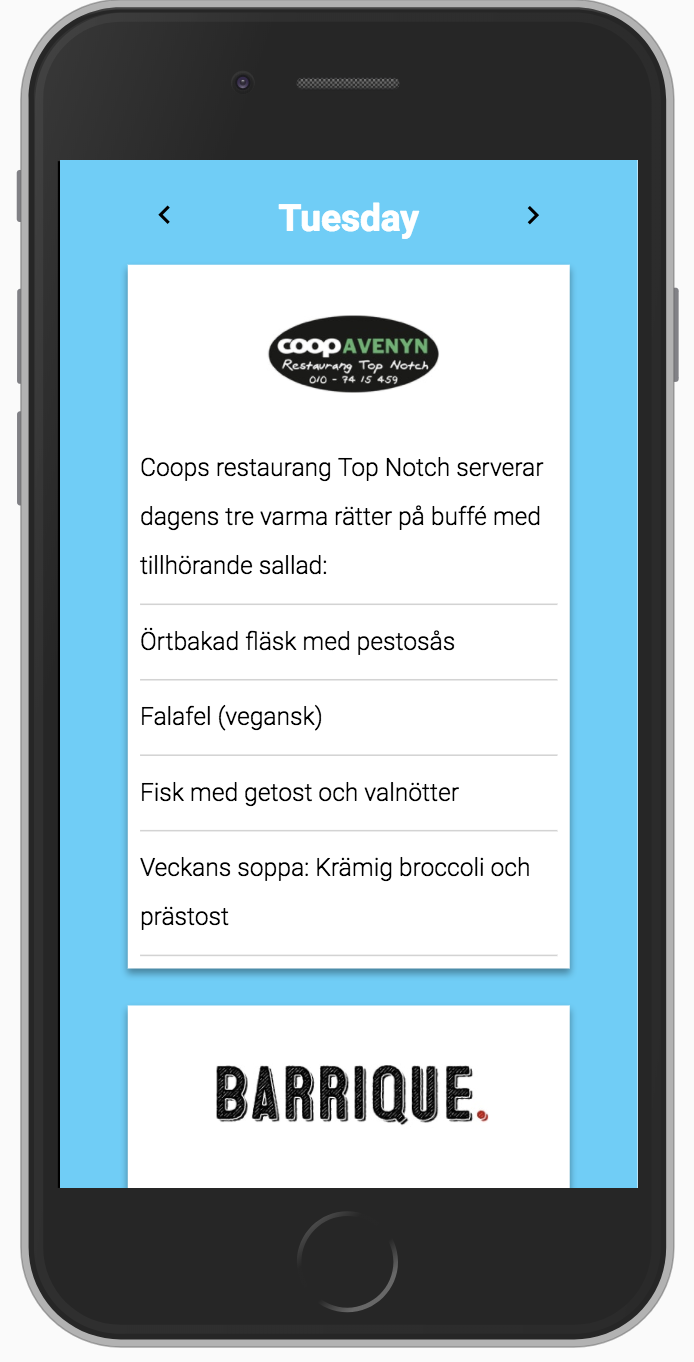 Tuesday
coop AVENYN
Restaurang Top Notch
010 - 74 15 459
Coops restaurang Top Notch serverar
dagens tre varma rätter på buffé med
tillhörande sallad:
Örtbakad fläsk med pestosås
Falafel (vegansk)
Fisk med getost och valnötter
Veckans soppa: Krämig broccoli och
prästost
BARRIQUE.